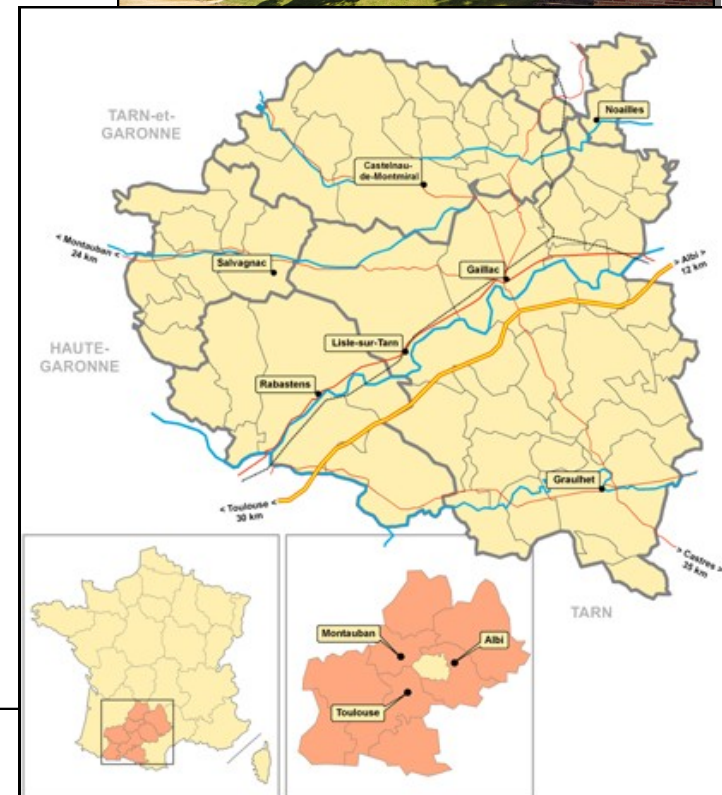 TARN-et-
GARONNE
Noailles
Castelnau-
de-Montmiral
< Montauban <
24 km
Salvagnac
Gaillac
> Albi >
12 km
HAUTE-
GARONNE
Lisle-sur-Tarn
Rabastens
Graulhet
< Toulouse <
30 km
> Castres >
35 km
TARN
Montauban
Albi
Toulouse